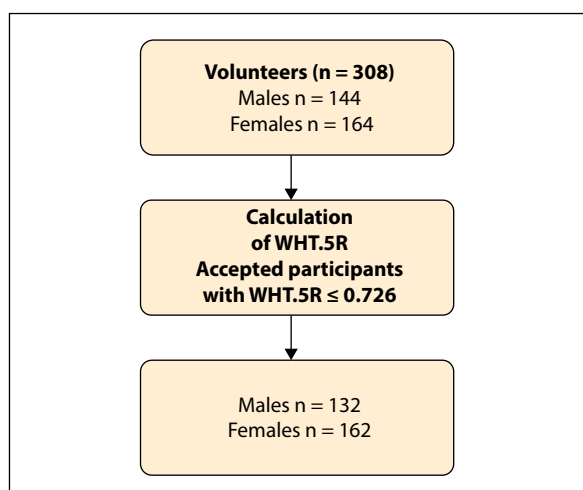 Volunteers (n = 308)
Males n = 144
Females n = 164
Calculation
of WHT.5R
Accepted participants
with WHT.5R ≤ 0.726
Males n = 132
Females n = 162